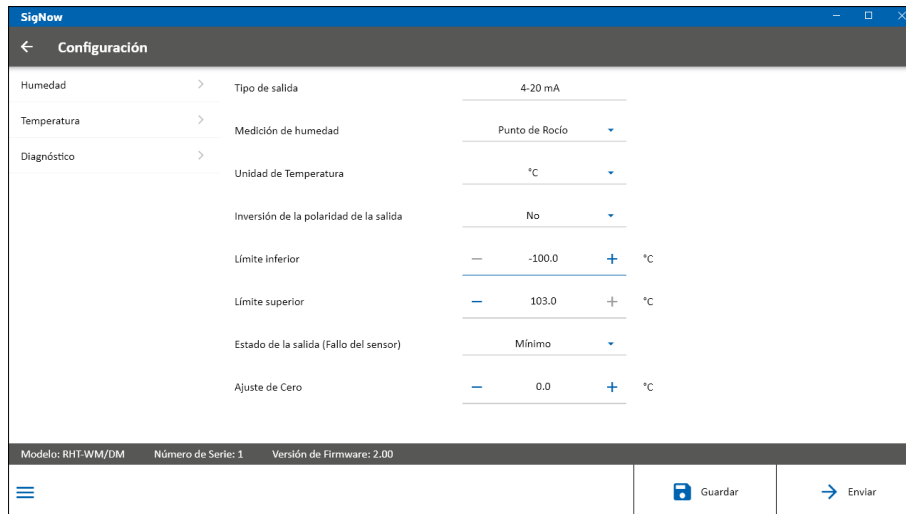 SigNow
Configuración
Humedad
Temperatura
Diagnóstico
Tipo de salida 4-20 mA
Medición de humedad Punto de Rocío
Unidad de Temperatura °C
Inversión de la polaridad de la salida No
Límite inferior — -100.0 + °C
Límite superior — 103.0 + °C
Estado de la salida (Fallo del sensor) Mínimo
Ajuste de Cero — 0.0 + °C
Modelo: RHT-WM/DM Número de Serie: 1 Versión de Firmware: 2.00
Guardar Enviar